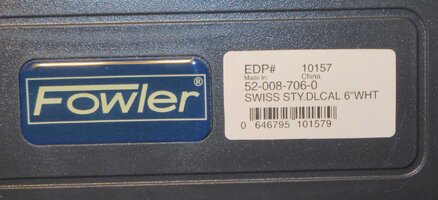 Fowler®
EDP# 10157
Made In: China
52-008-706-0
SWISS STY.DLCAL 6"WHT
0 646795 101579